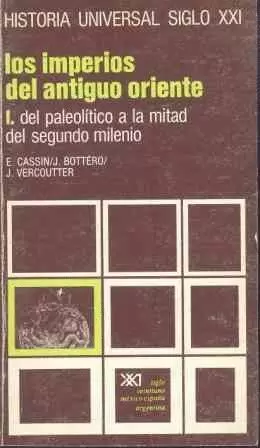 HISTORIA UNIVERSAL SIGLO XXI
los imperios
del antiguo oriente
I. del paleolítico a la mitad
del segundo milenio
E. CASSIN/J. BOTTÉRO/
J. VERCOUTTER
XXI
siglo
veintiuno
méxico españa
argentina